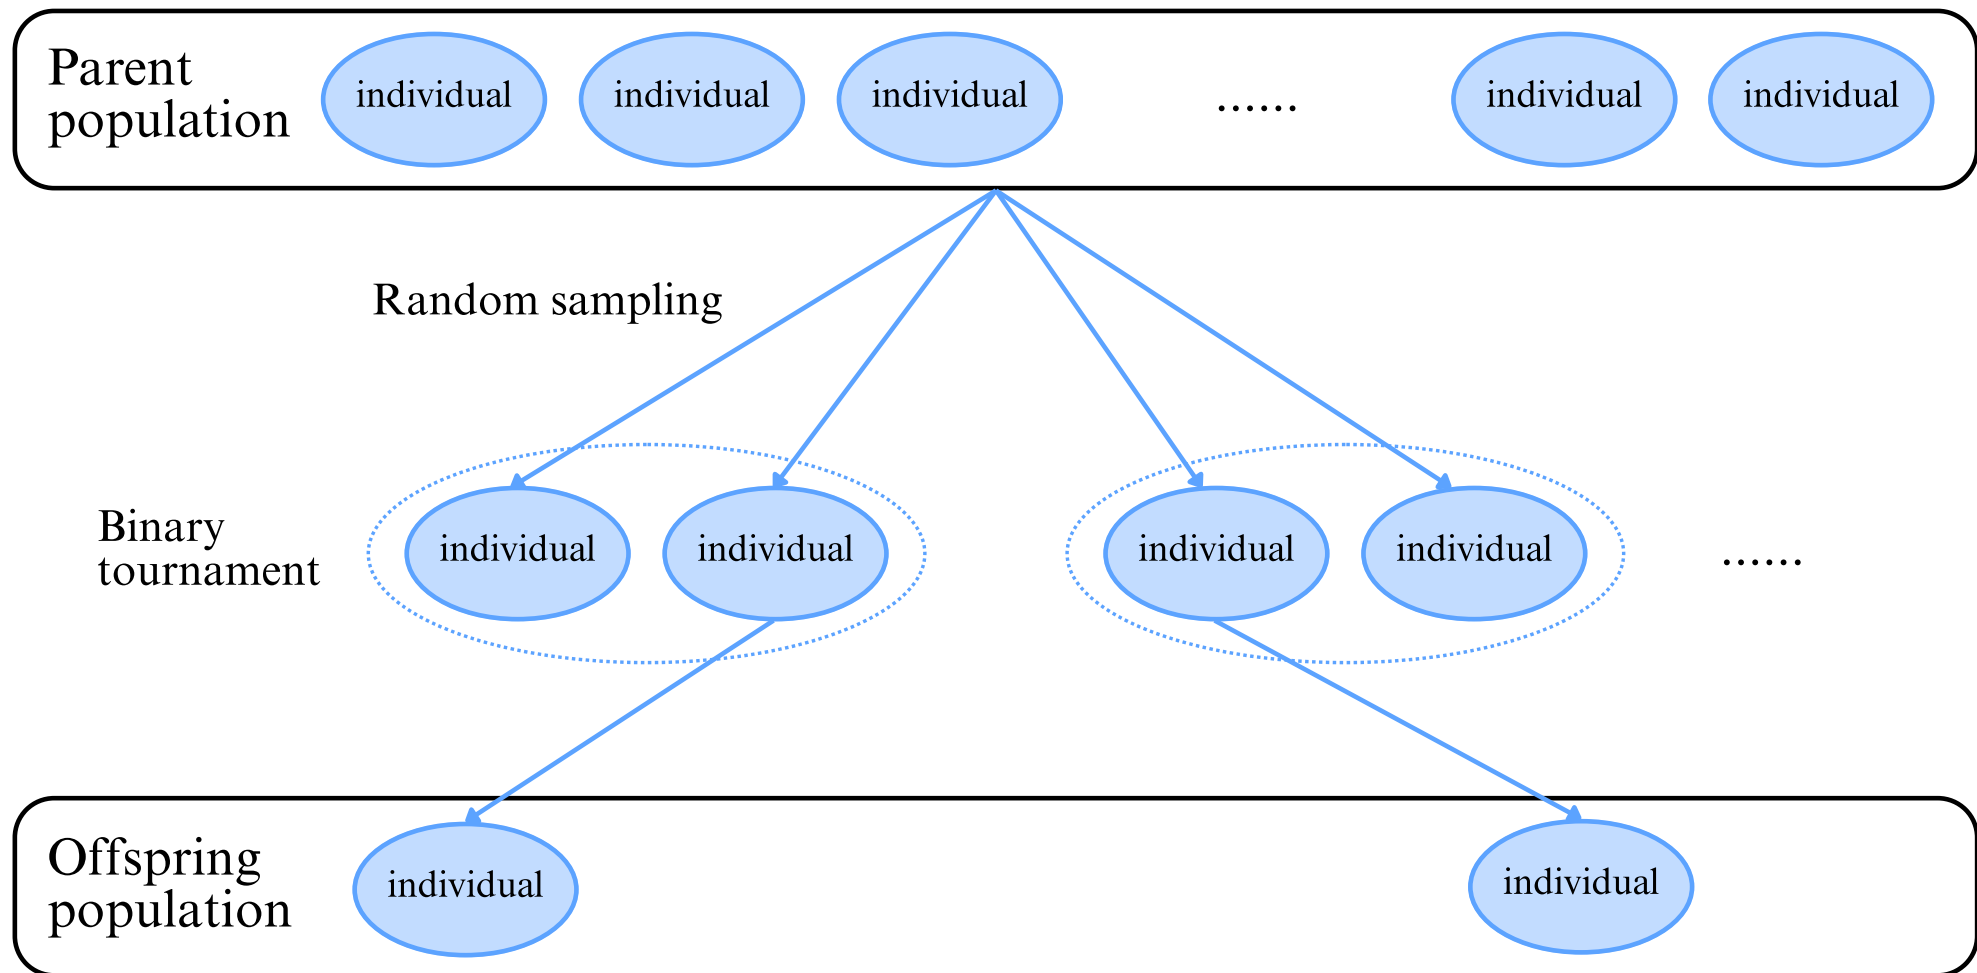 Parent
population
individual individual individual ...... individual individual
Random sampling
Binary
tournament
individual individual individual individual ......
Offspring
population
individual individual